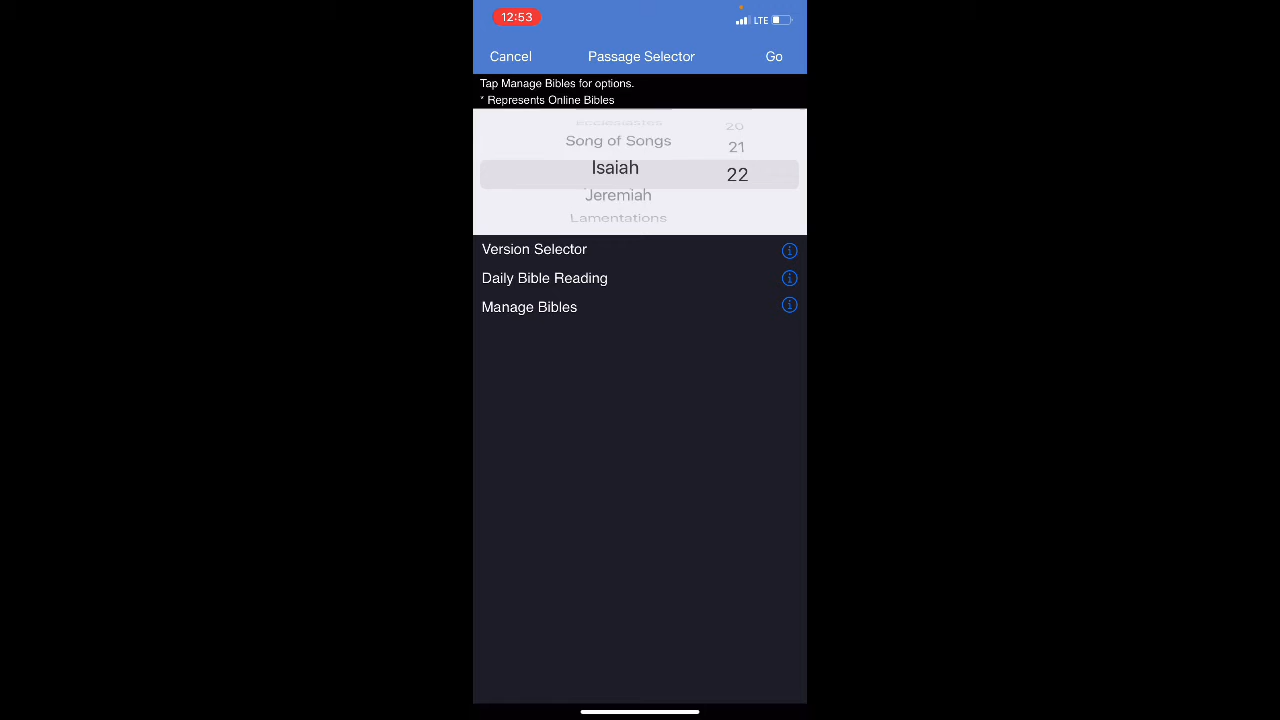 12:53
LTE
Cancel Passage Selector Go
Tap Manage Bibles for options.
* Represents Online Bibles
Ecclesiastes 20
Song of Songs 21
Isaiah 22
Jeremiah
Lamentations
Version Selector
Daily Bible Reading
Manage Bibles